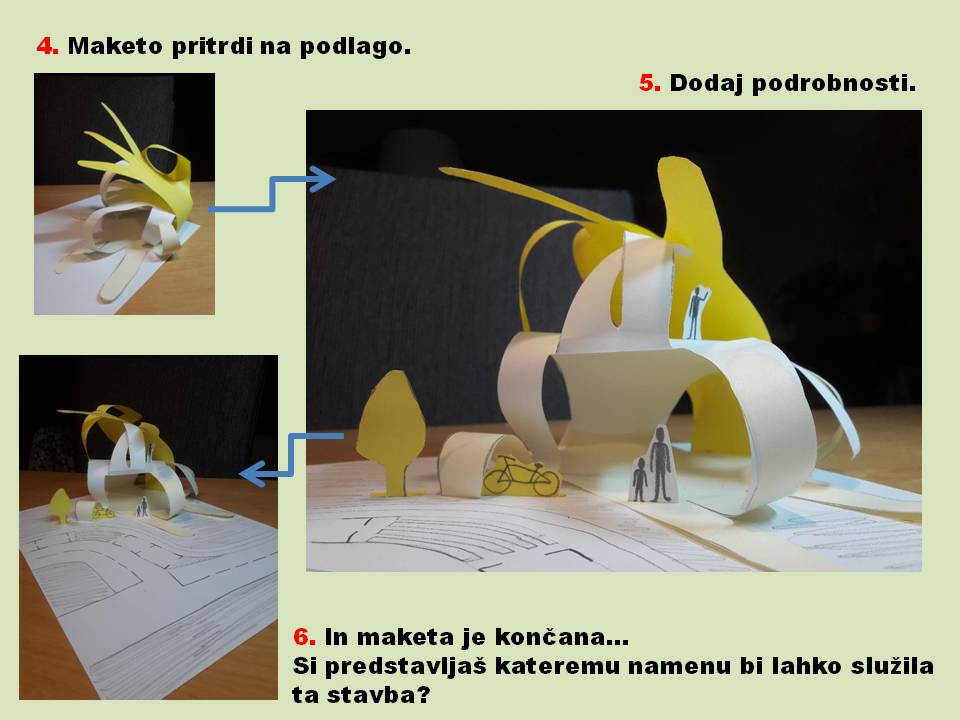 4. Maketo pritrdi na podlago.
5. Dodaj podrobnosti.
6. In maketa je končana...
Si predstavljaš kateremu namenu bi lahko služila
ta stavba?